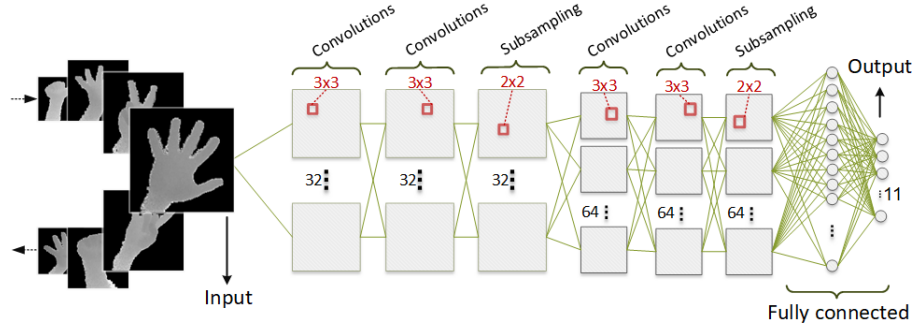 Convolutions
Convolutions
Subsampling
Convolutions
Convolutions
Subsampling
3x3
3x3
2x2
3x3
3x3
2x2
Output
32
32
32
64
64
64
11
Input
Fully connected